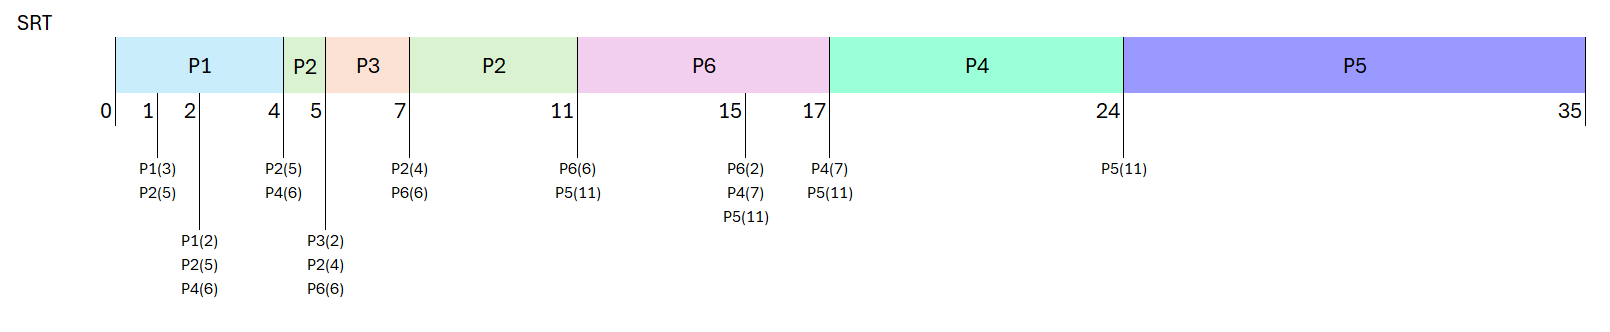 SRT
P1 P2 P3 P2 P6 P4 P5
0 1 2 4 5 7 11 15 17 24 35
P1(3) P2(5) P2(4) P6(6) P6(2) P4(7) P5(11)
P2(5) P4(6) P6(6) P5(11) P4(7) P5(11)
P5(11)
P1(2) P3(2)
P2(5) P2(4)
P4(6) P6(6)